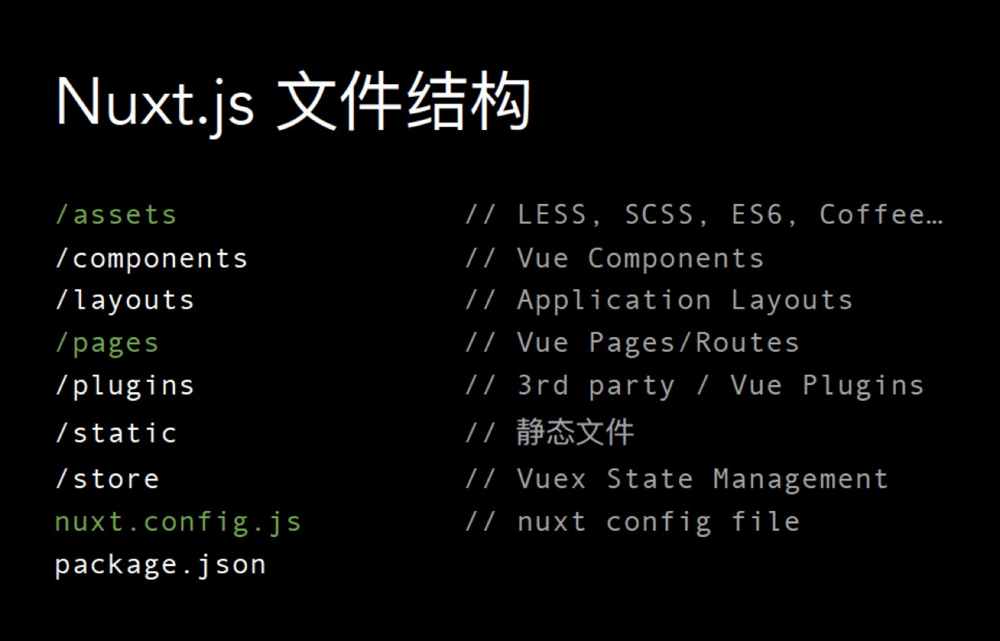 Nuxt.js 文件结构
/assets // LESS, SCSS, ES6, Coffee…
/components // Vue Components
/layouts // Application Layouts
/pages // Vue Pages/Routes
/plugins // 3rd party / Vue Plugins
/static // 静态文件
/store // Vuex State Management
nuxt.config.js // nuxt config file
package.json